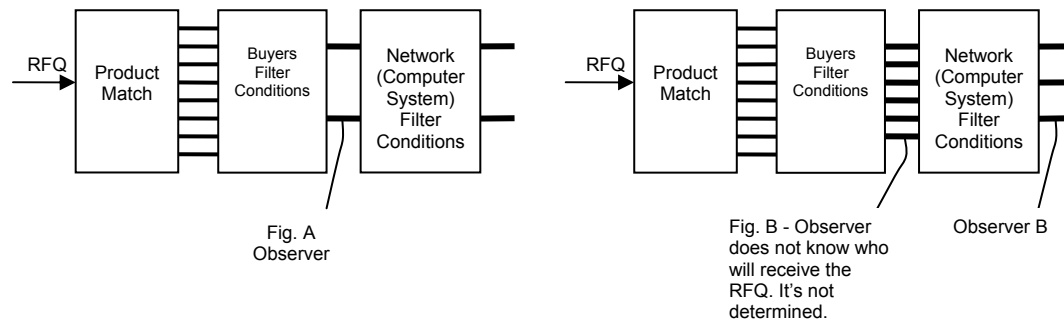 RFQ
Product
Match
Buyers
Filter
Conditions
Network
(Computer
System)
Filter
Conditions
Fig. A
Observer
RFQ
Product
Match
Buyers
Filter
Conditions
Network
(Computer
System)
Filter
Conditions
Fig. B - Observer
does not know who
will receive the
RFQ. It's not
determined.
Observer B